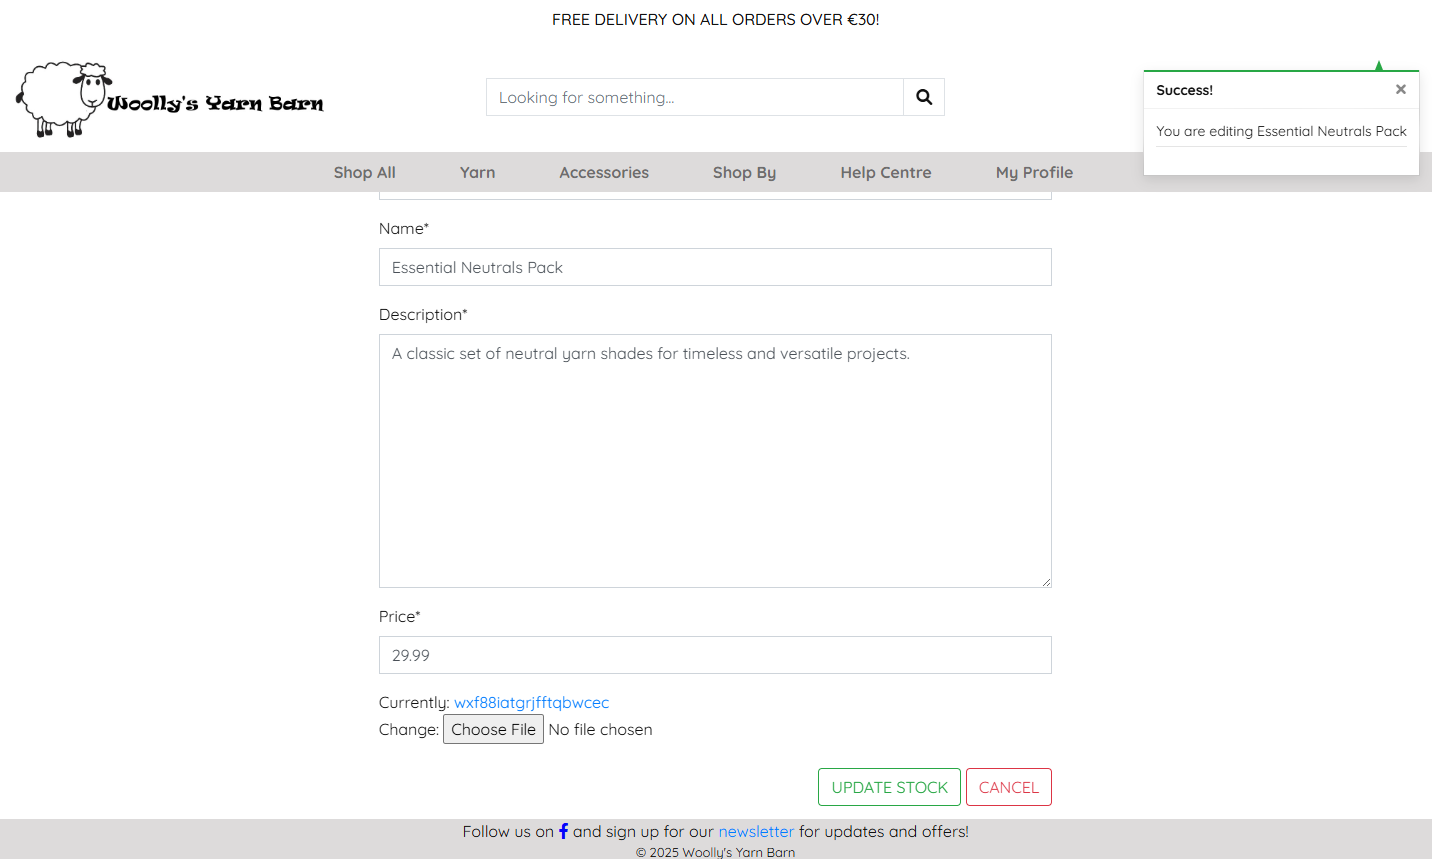 FREE DELIVERY ON ALL ORDERS OVER €30!
Woolly's Yarn Barn
Looking for something...
Success!
×
You are editing Essential Neutrals Pack
Shop All Yarn Accessories Shop By Help Centre My Profile
Name*
Essential Neutrals Pack
Description*
A classic set of neutral yarn shades for timeless and versatile projects.
Price*
29.99
Currently: wxf88iatgrjfftqbwcec
Change: Choose File No file chosen
UPDATE STOCK CANCEL
Follow us on f and sign up for our newsletter for updates and offers!
© 2025 Woolly's Yarn Barn